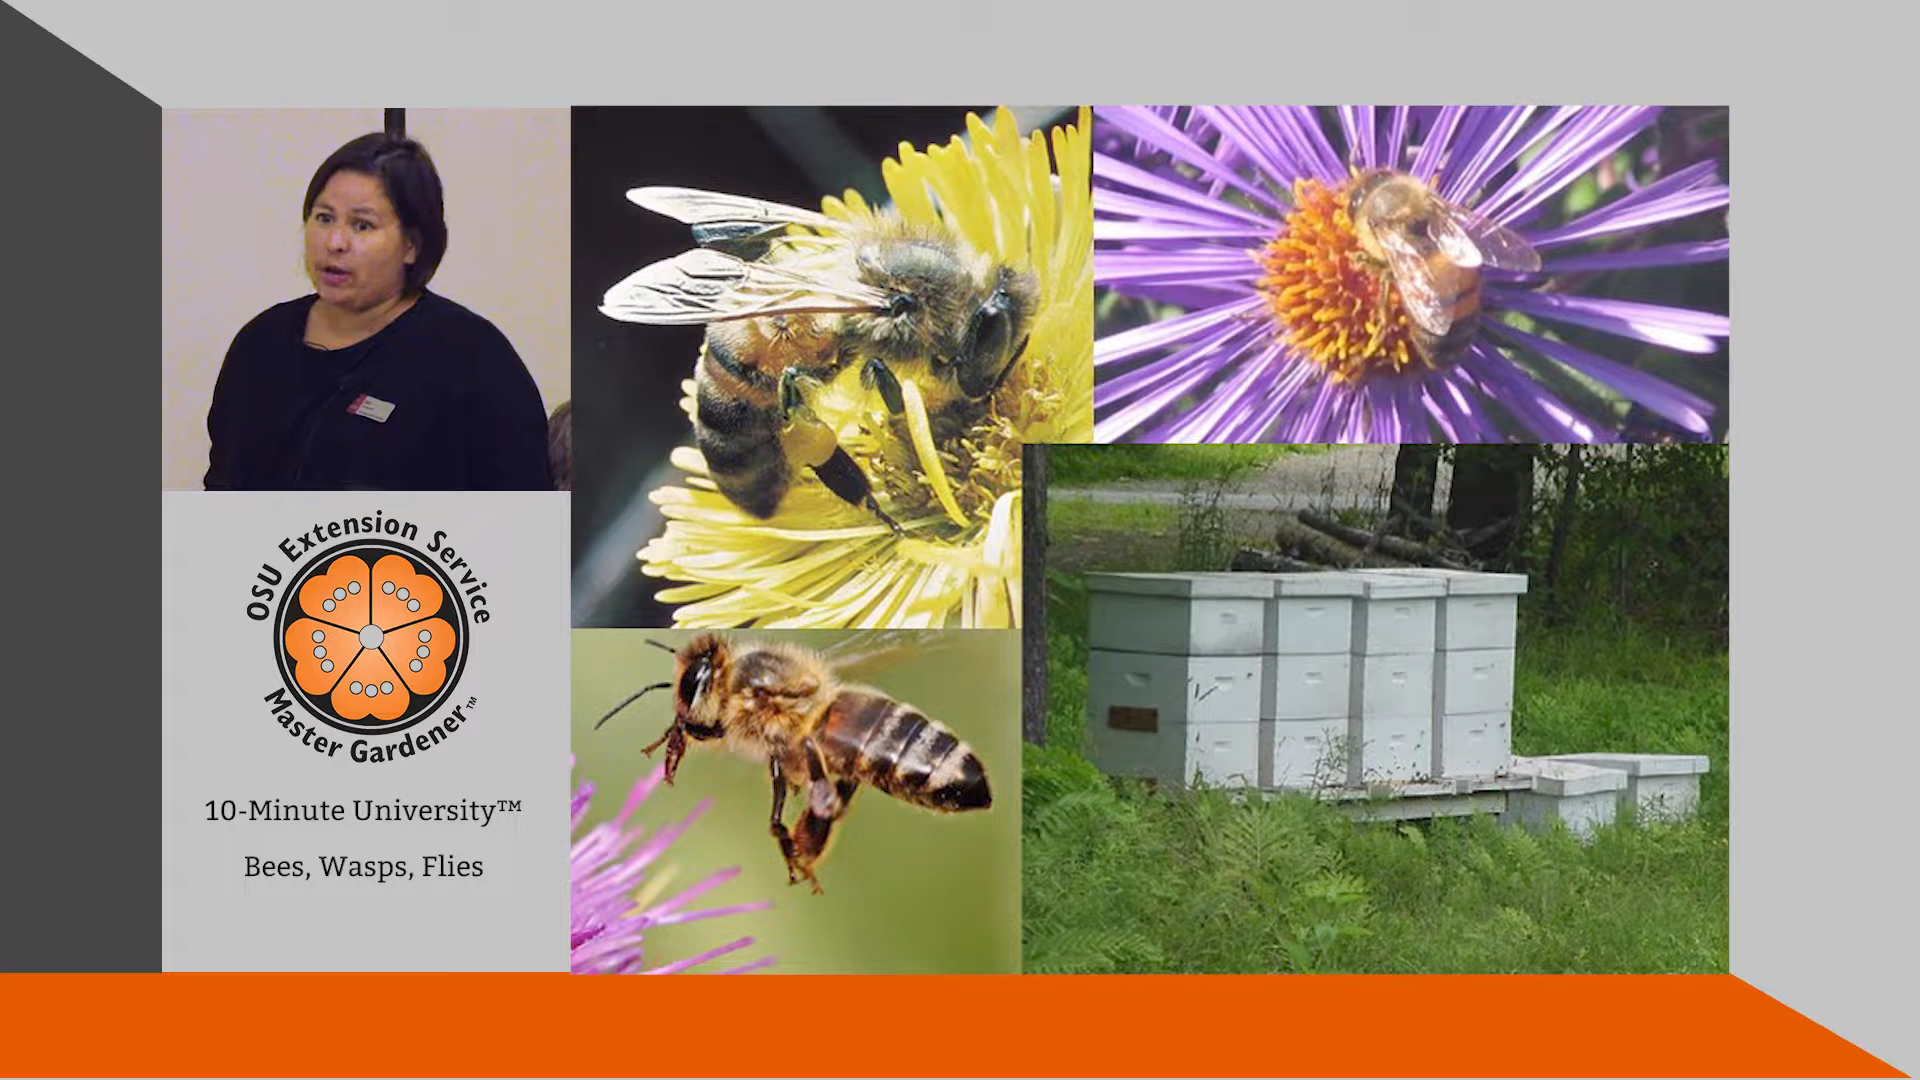 OSU Extension Service
Master Gardener™
10-Minute University™
Bees, Wasps, Flies